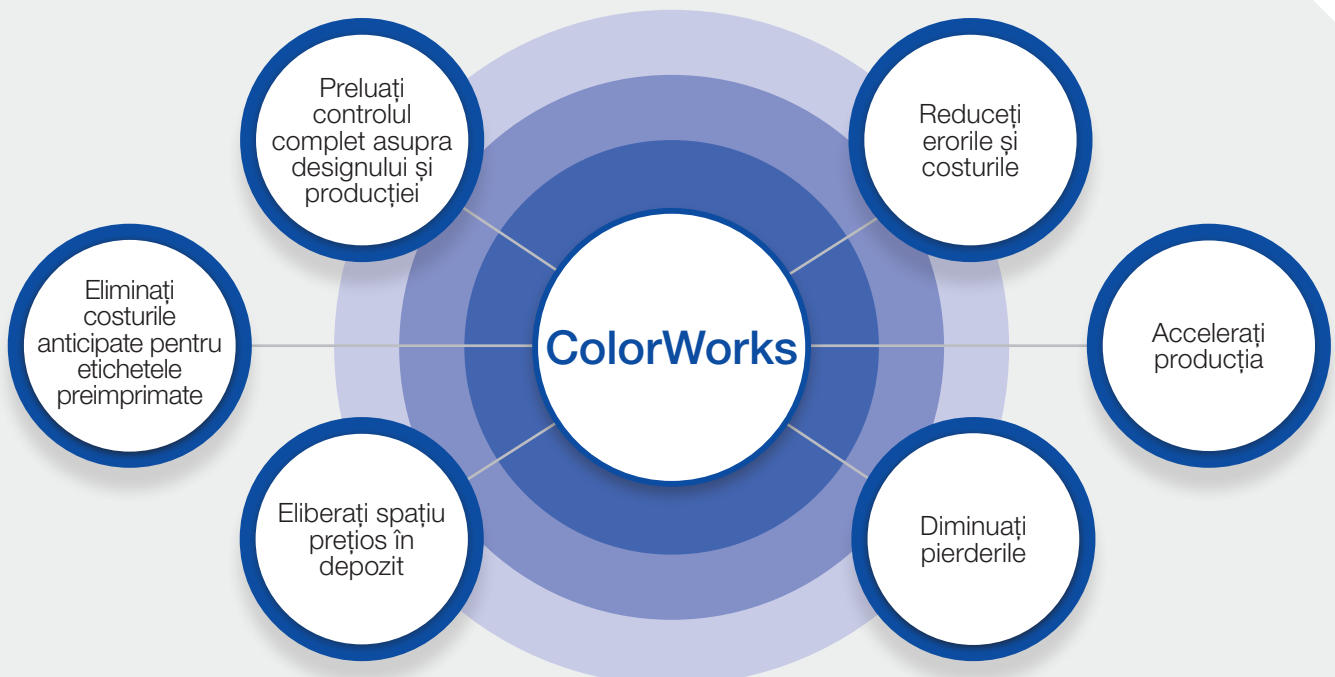 Preluați
controlul
complet asupra
designului și
producției
Reduceți
erorile și
costurile
Eliminați
costurile
anticipate pentru
etichetele
preimprimate
ColorWorks
Accelerați
producția
Eliberați spațiu
prețios în
depozit
Diminuați
pierderile